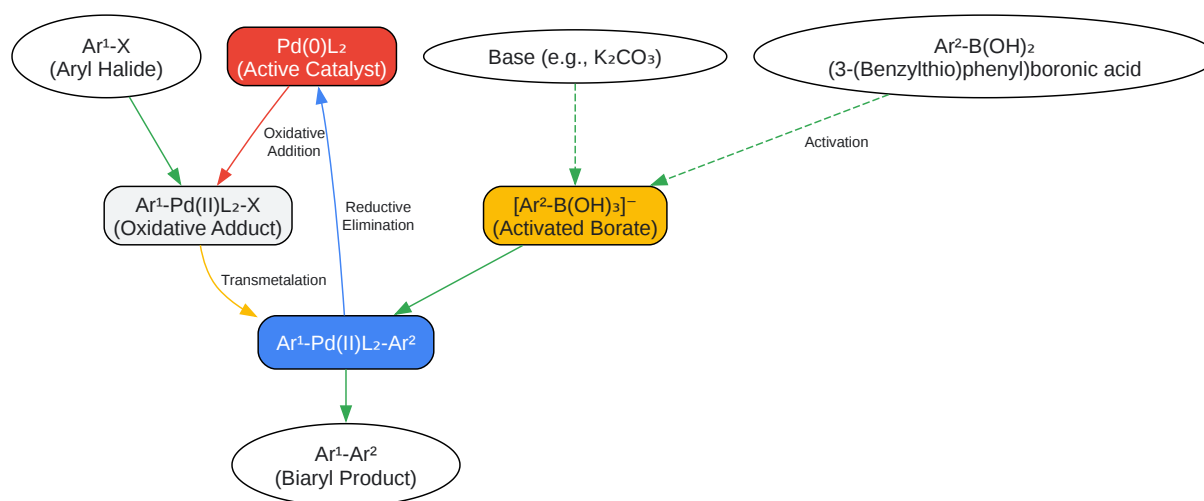 Ar¹-X
(Aryl Halide)
Pd(0)L₂
(Active Catalyst)
Base (e.g., K₂CO₃)
Ar²-B(OH)₂
(3-(Benzylthio)phenyl)boronic acid
Oxidative
Addition
Activation
Ar¹-Pd(II)L₂-X
(Oxidative Adduct)
Reductive
Elimination
[Ar²-B(OH)₃]⁻
(Activated Borate)
Transmetalation
Ar¹-Pd(II)L₂-Ar²
Ar¹-Ar²
(Biaryl Product)